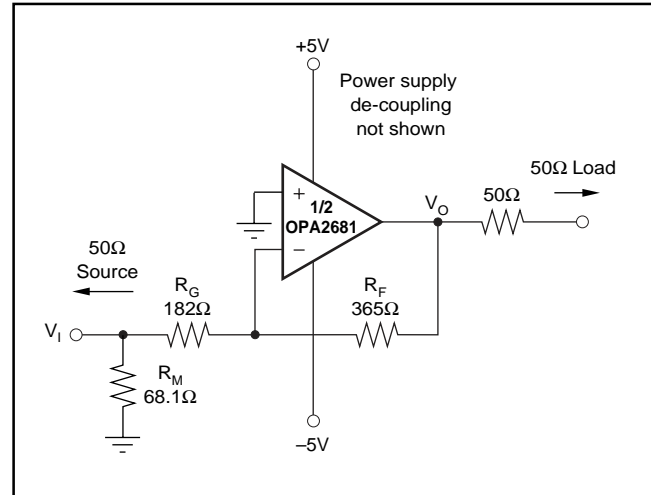 +5V
Power supply
de-coupling
not shown
50Ω Load
+
1/2
OPA2681
−
V_O
50Ω
50Ω
Source
R_G
182Ω
R_F
365Ω
V_I
R_M
68.1Ω
−5V